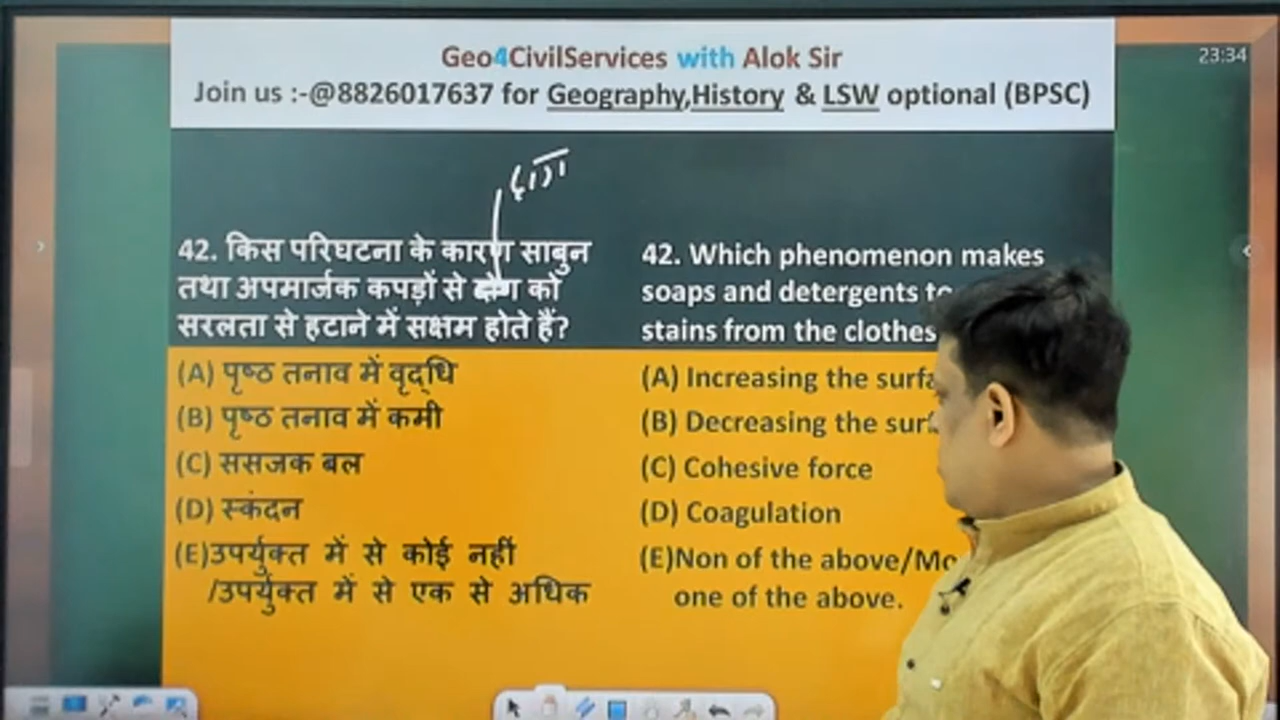 Geo4CivilServices with Alok Sir
Join us :-@8826017637 for Geography,History & LSW optional (BPSC)
23:34
दाग
42. किस परिघटना के कारण साबुन
तथा अपमार्जक कपड़ों से को
सरलता से हटाने में सक्षम होते हैं?
(A) पृष्ठ तनाव में वृद्धि
(B) पृष्ठ तनाव में कमी
(C) ससजक बल
(D) स्कंदन
(E)उपर्युक्त में से कोई नहीं
/उपर्युक्त में से एक से अधिक
42. Which phenomenon makes
soaps and detergents
stains from the clothes
(A) Increasing the
(B) Decreasing the
(C) Cohesive force
(D) Coagulation
(E)Non of the above/
one of the above.